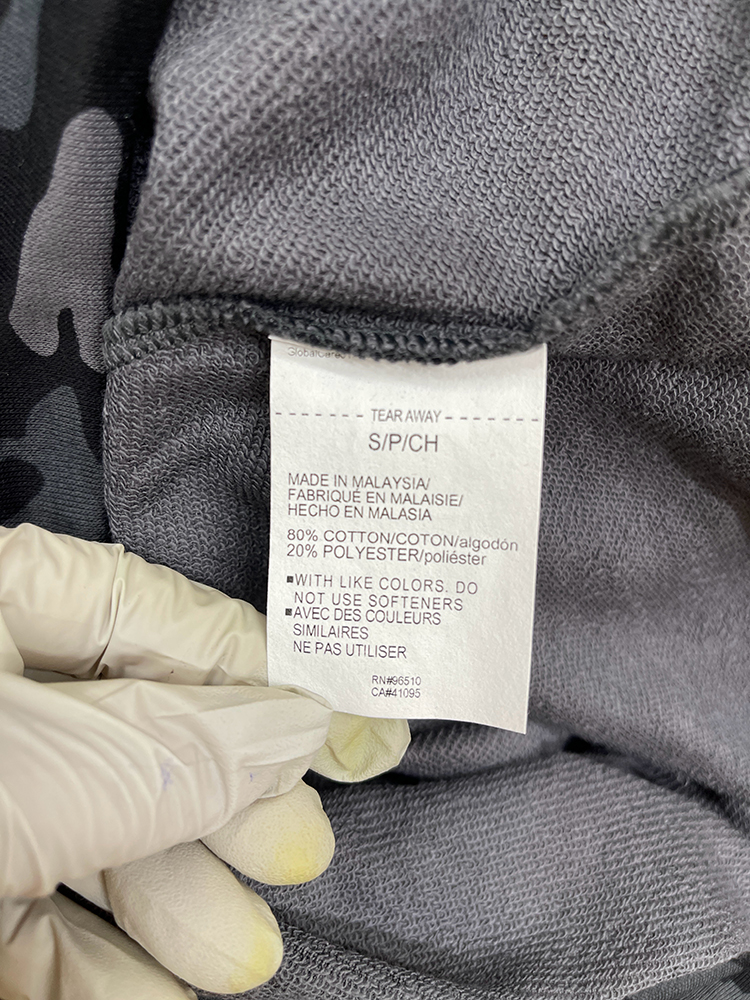 TEAR AWAY
S/P/CH
MADE IN MALAYSIA/
FABRIQUÉ EN MALAISIE/
HECHO EN MALASIA
80% COTTON/COTON/algodón
20% POLYESTER/poliéster
▪WITH LIKE COLORS. DO
NOT USE SOFTENERS
▪AVEC DES COULEURS
SIMILAIRES
NE PAS UTILISER
RN#96510
CA#41095